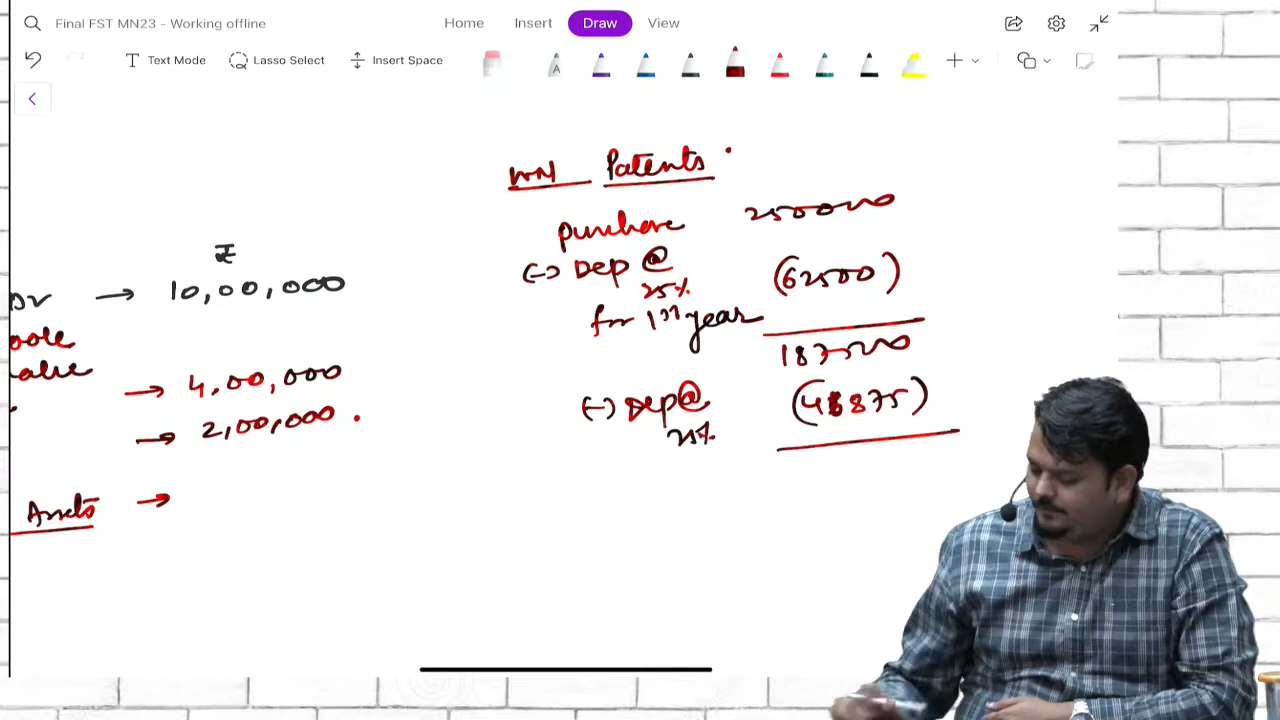 Final FST MN23 - Working offline
Home Insert Draw View
Text Mode Lasso Select Insert Space
WN Patents
purchase 250000
(-) Dep @ 25% (62500)
for 1st year
187500
(-) Dep @ 25% (46875)
₹
→ 10,00,000
→ 4,00,000
→ 2,00,000
Assets →